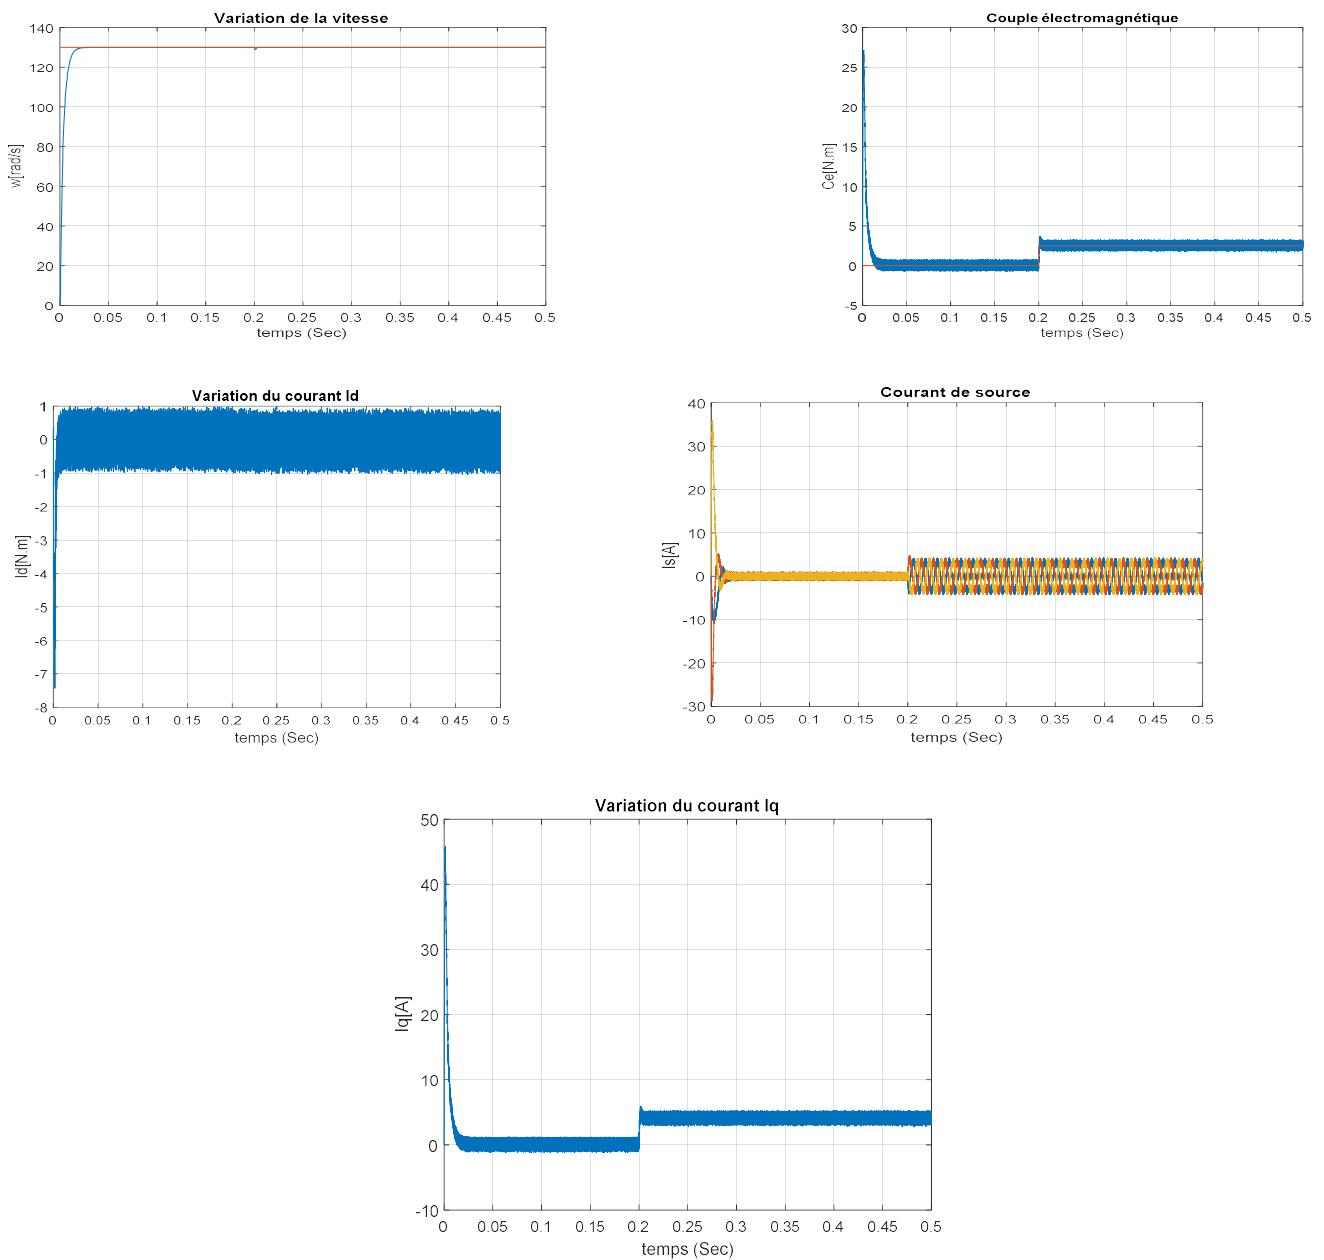 Variation de la vitesse
140
120
100
80
60
40
20
0
w[rad/s]
0 0.05 0.1 0.15 0.2 0.25 0.3 0.35 0.4 0.45 0.5
temps (Sec)
Couple électromagnétique
30
25
20
15
10
5
0
-5
Ce[N.m]
0 0.05 0.1 0.15 0.2 0.25 0.3 0.35 0.4 0.45 0.5
temps (Sec)
Variation du courant Id
1
0
-1
-2
-3
-4
-5
-6
-7
-8
Id[N.m]
0 0.05 0.1 0.15 0.2 0.25 0.3 0.35 0.4 0.45 0.5
temps (Sec)
Courant de source
40
30
20
10
0
-10
-20
-30
Is[A]
0 0.05 0.1 0.15 0.2 0.25 0.3 0.35 0.4 0.45 0.5
temps (Sec)
Variation du courant Iq
50
40
30
20
10
0
-10
Iq[A]
0 0.05 0.1 0.15 0.2 0.25 0.3 0.35 0.4 0.45 0.5
temps (Sec)